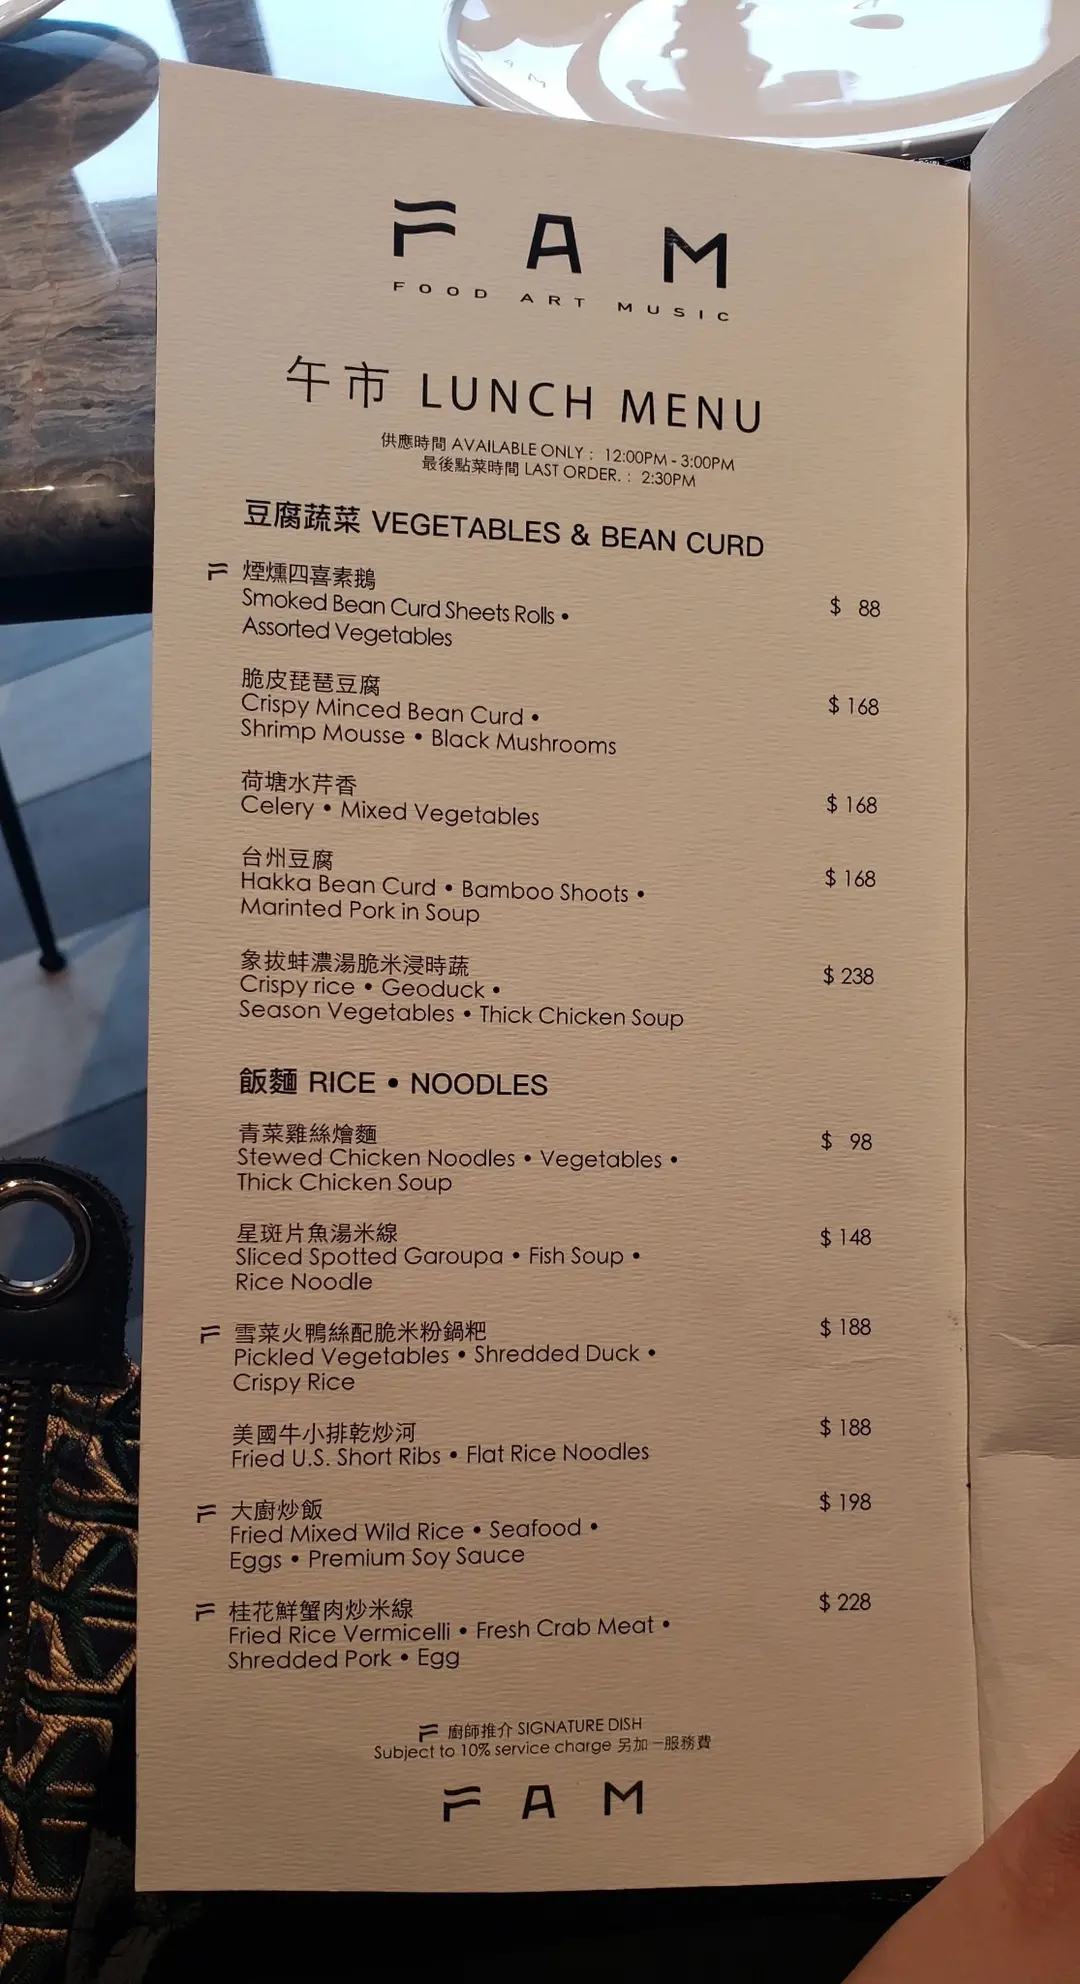 FAM
FOOD ART MUSIC
午市 LUNCH MENU
供應時間 AVAILABLE ONLY : 12:00PM - 3:00PM
最後點菜時間 LAST ORDER. : 2:30PM
豆腐蔬菜 VEGETABLES & BEAN CURD
煙燻四喜素鵝
Smoked Bean Curd Sheets Rolls •
Assorted Vegetables
$ 88
脆皮琵琶豆腐
Crispy Minced Bean Curd •
Shrimp Mousse • Black Mushrooms
$ 168
荷塘水芹香
Celery • Mixed Vegetables
$ 168
台州豆腐
Hakka Bean Curd • Bamboo Shoots •
Marinted Pork in Soup
$ 168
象拔蚌濃湯脆米浸時蔬
Crispy rice • Geoduck •
Season Vegetables • Thick Chicken Soup
$ 238
飯麵 RICE • NOODLES
青菜雞絲燴麵
Stewed Chicken Noodles • Vegetables •
Thick Chicken Soup
$ 98
星斑片魚湯米線
Sliced Spotted Garoupa • Fish Soup •
Rice Noodle
$ 148
雪菜火鴨絲配脆米粉鍋粑
Pickled Vegetables • Shredded Duck •
Crispy Rice
$ 188
美國牛小排乾炒河
Fried U.S. Short Ribs • Flat Rice Noodles
$ 188
大廚炒飯
Fried Mixed Wild Rice • Seafood •
Eggs • Premium Soy Sauce
$ 198
桂花鮮蟹肉炒米線
Fried Rice Vermicelli • Fresh Crab Meat •
Shredded Pork • Egg
$ 228
廚師推介 SIGNATURE DISH
Subject to 10% service charge 另加一服務費
FAM